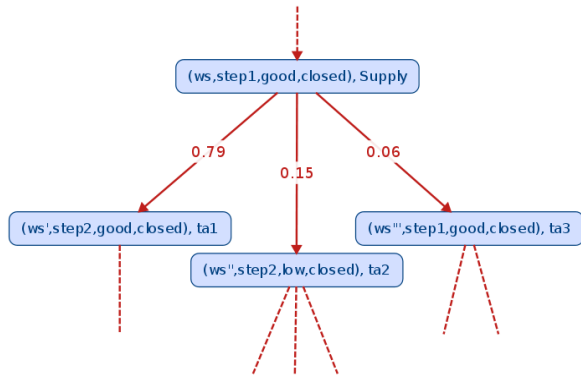 (ws,step1,good,closed), Supply
0.79
0.15
0.06
(ws',step2,good,closed), ta1
(ws'',step2,low,closed), ta2
(ws''',step1,good,closed), ta3